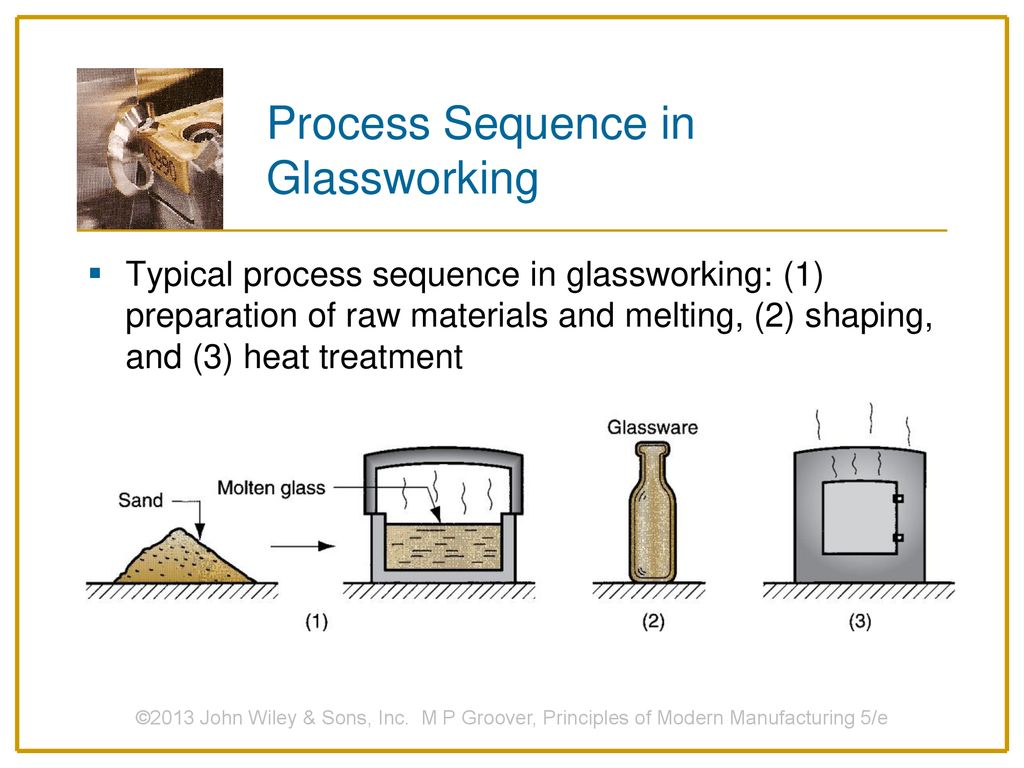 Process Sequence in
Glassworking
▪ Typical process sequence in glassworking: (1)
preparation of raw materials and melting, (2) shaping,
and (3) heat treatment
Glassware
Molten glass
Sand
(1)
(2)
(3)
©2013 John Wiley & Sons, Inc. M P Groover, Principles of Modern Manufacturing 5/e